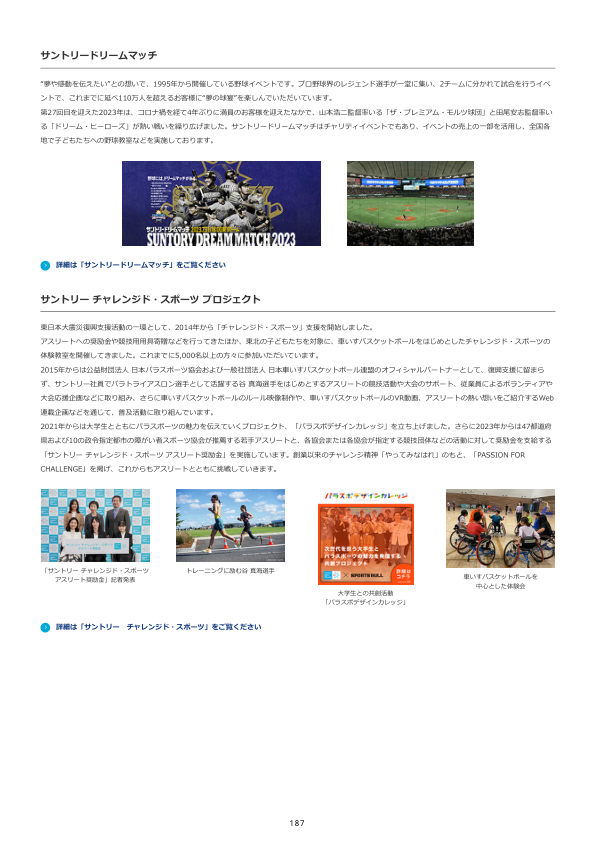 サントリードリームマッチ
“夢や感動を伝えたい”との想いで、1995年から開催している野球イベントです。プロ野球界のレジェンド選手が一堂に集い、2チームに分かれて試合を行うイベ
ントで、これまでに延べ110万人を超えるお客様に“夢の球宴”を楽しんでいただいています。
第27回目を迎えた2023年は、コロナ禍を経て4年ぶりに満員のお客様を迎えたなかで、山本浩二監督率いる「ザ・プレミアム・モルツ球団」と田尾安志監督率い
る「ドリーム・ヒーローズ」が熱い戦いを繰り広げました。サントリードリームマッチはチャリティイベントでもあり、イベントの売上の一部を活用し、全国各
地で子どもたちへの野球教室などを実施しております。
野球には、ドリームマッチがある。
サントリードリームマッチ
SUNTORY DREAM MATCH 2023
詳細は「サントリードリームマッチ」をご覧ください
サントリー チャレンジド・スポーツ プロジェクト
東日本大震災復興支援活動の一環として、2014年から「チャレンジド・スポーツ」支援を開始しました。
アスリートへの奨励金や競技用用具寄贈などを行ってきたほか、東北の子どもたちを対象に、車いすバスケットボールをはじめとしたチャレンジド・スポーツの
体験教室を開催してきました。これまでに5,000名以上の方々に参加いただいています。
2015年からは公益財団法人 日本パラスポーツ協会および一般社団法人 日本車いすバスケットボール連盟のオフィシャルパートナーとして、復興支援に留まら
ず、サントリー社員でパラトライアスロン選手として活躍する谷 真海選手をはじめとするアスリートの競技活動や大会のサポート、従業員によるボランティアや
大会応援企画などに取り組み、さらに車いすバスケットボールのルール映像制作や、車いすバスケットボールのVR動画、アスリートの熱い想いをご紹介するWeb
連載企画などを通じて、普及活動に取り組んでいます。
2021年からは大学生とともにパラスポーツの魅力を伝えていくプロジェクト、「パラスポデザインカレッジ」を立ち上げました。さらに2023年からは47都道府
県および10の政令指定都市の障がい者スポーツ協会が推薦する若手アスリートと、各協会または各協会が指定する競技団体などの活動に対して奨励金を支給する
「サントリー チャレンジド・スポーツ アスリート奨励金」を実施しています。創業以来のチャレンジ精神「やってみなはれ」のもと、「PASSION FOR
CHALLENGE」を掲げ、これからもアスリートとともに挑戦していきます。
パラスポデザインカレッジ
次世代を担う大学生と
パラスポーツの魅力を発信する
共創プロジェクト
× SPORTS BULL
詳細は
コチラ
「サントリー チャレンジド・スポーツ
アスリート奨励金」記者発表
トレーニングに励む谷 真海選手
大学生との共創活動
「パラスポデザインカレッジ」
車いすバスケットボールを
中心とした体験会
詳細は「サントリー　チャレンジド・スポーツ」をご覧ください
187